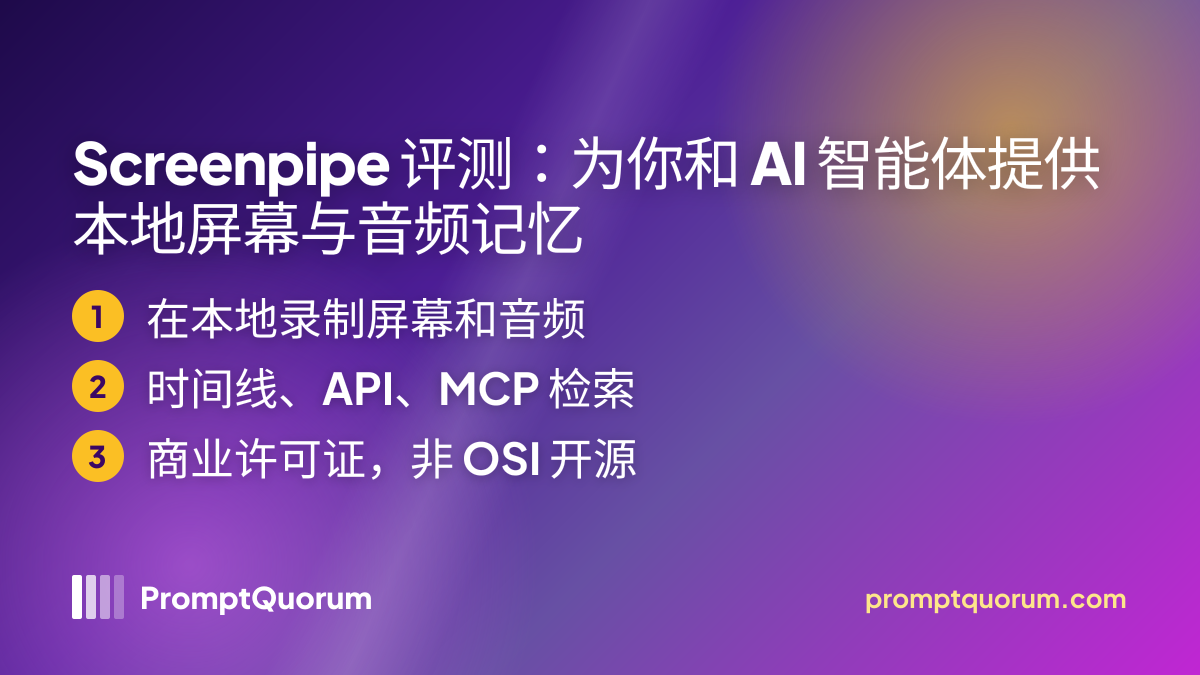 Screenpipe 评测：为你和 AI 智能体提供
本地屏幕与音频记忆
1 在本地录制屏幕和音频
2 时间线、API、MCP 检索
3 商业许可证，非 OSI 开源
PromptQuorum
promptquorum.com